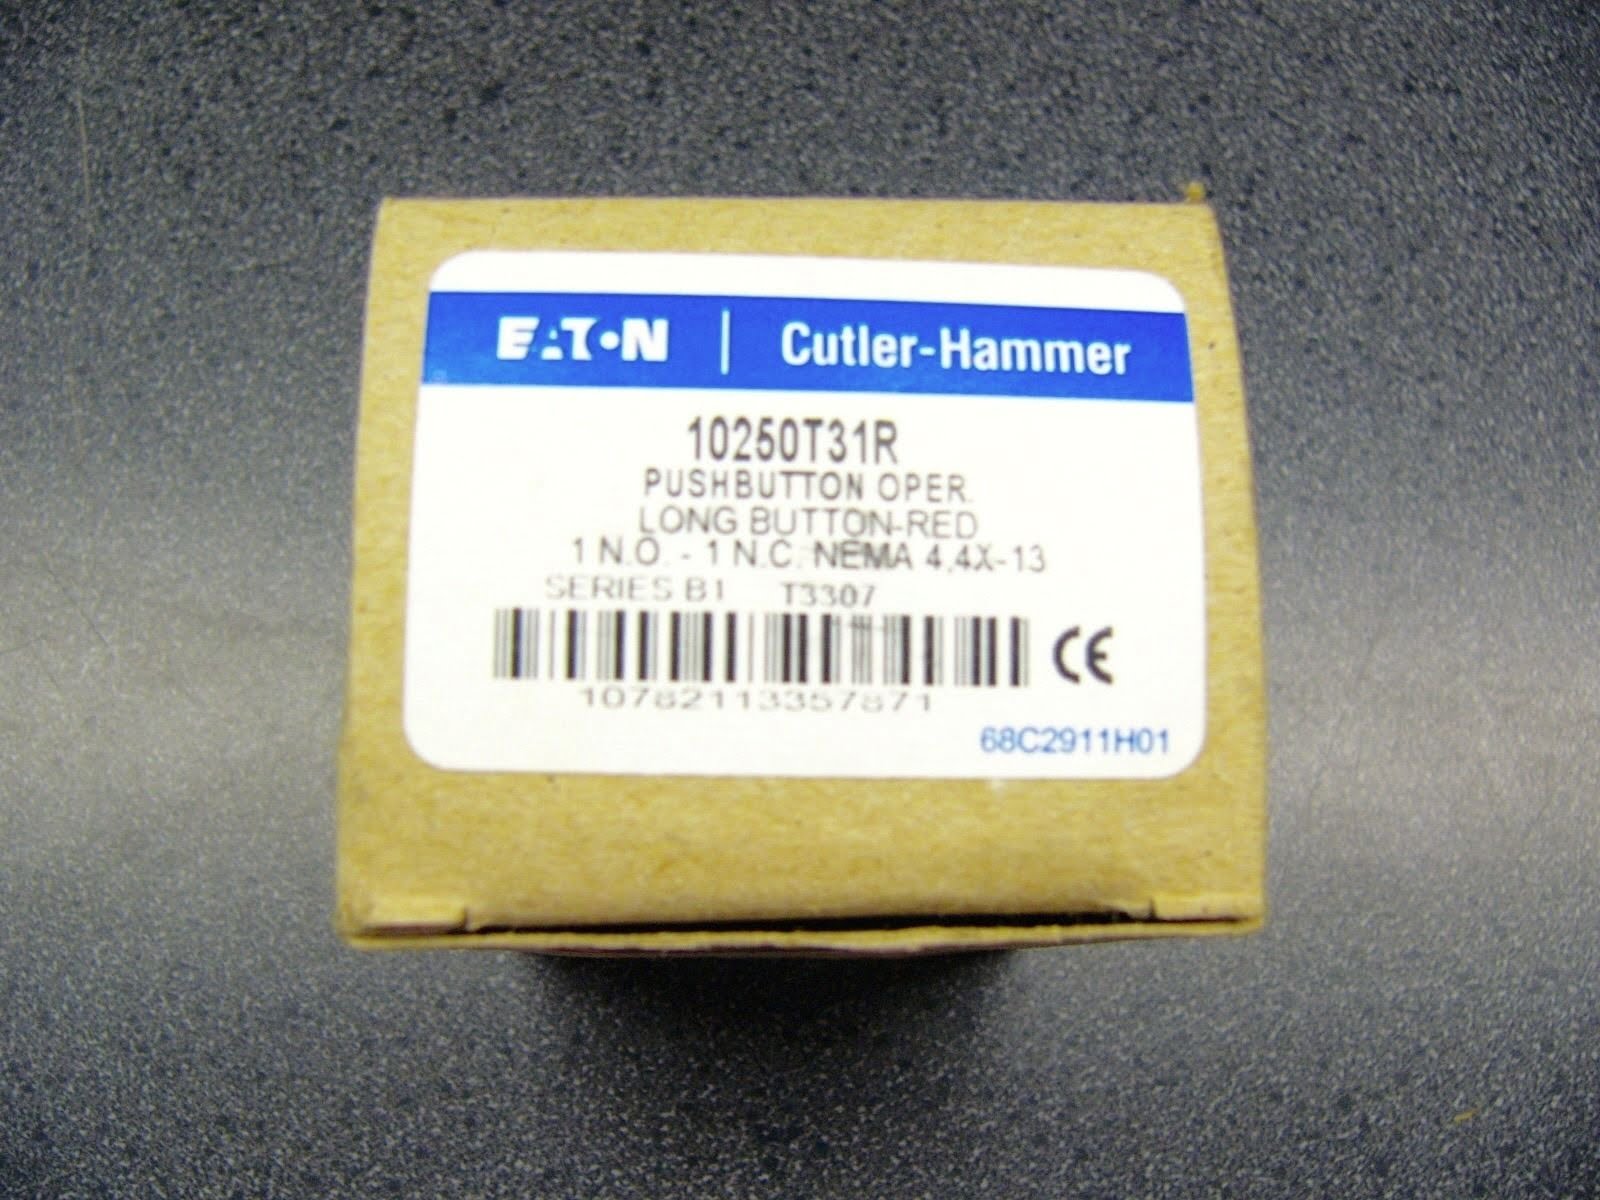 EATON | Cutler-Hammer
10250T31R
PUSHBUTTON OPER.
LONG BUTTON-RED
1 N.O. - 1 N.C. NEMA 4,4X-13
SERIES B1 T3307
10782113357871
CE
68C2911H01